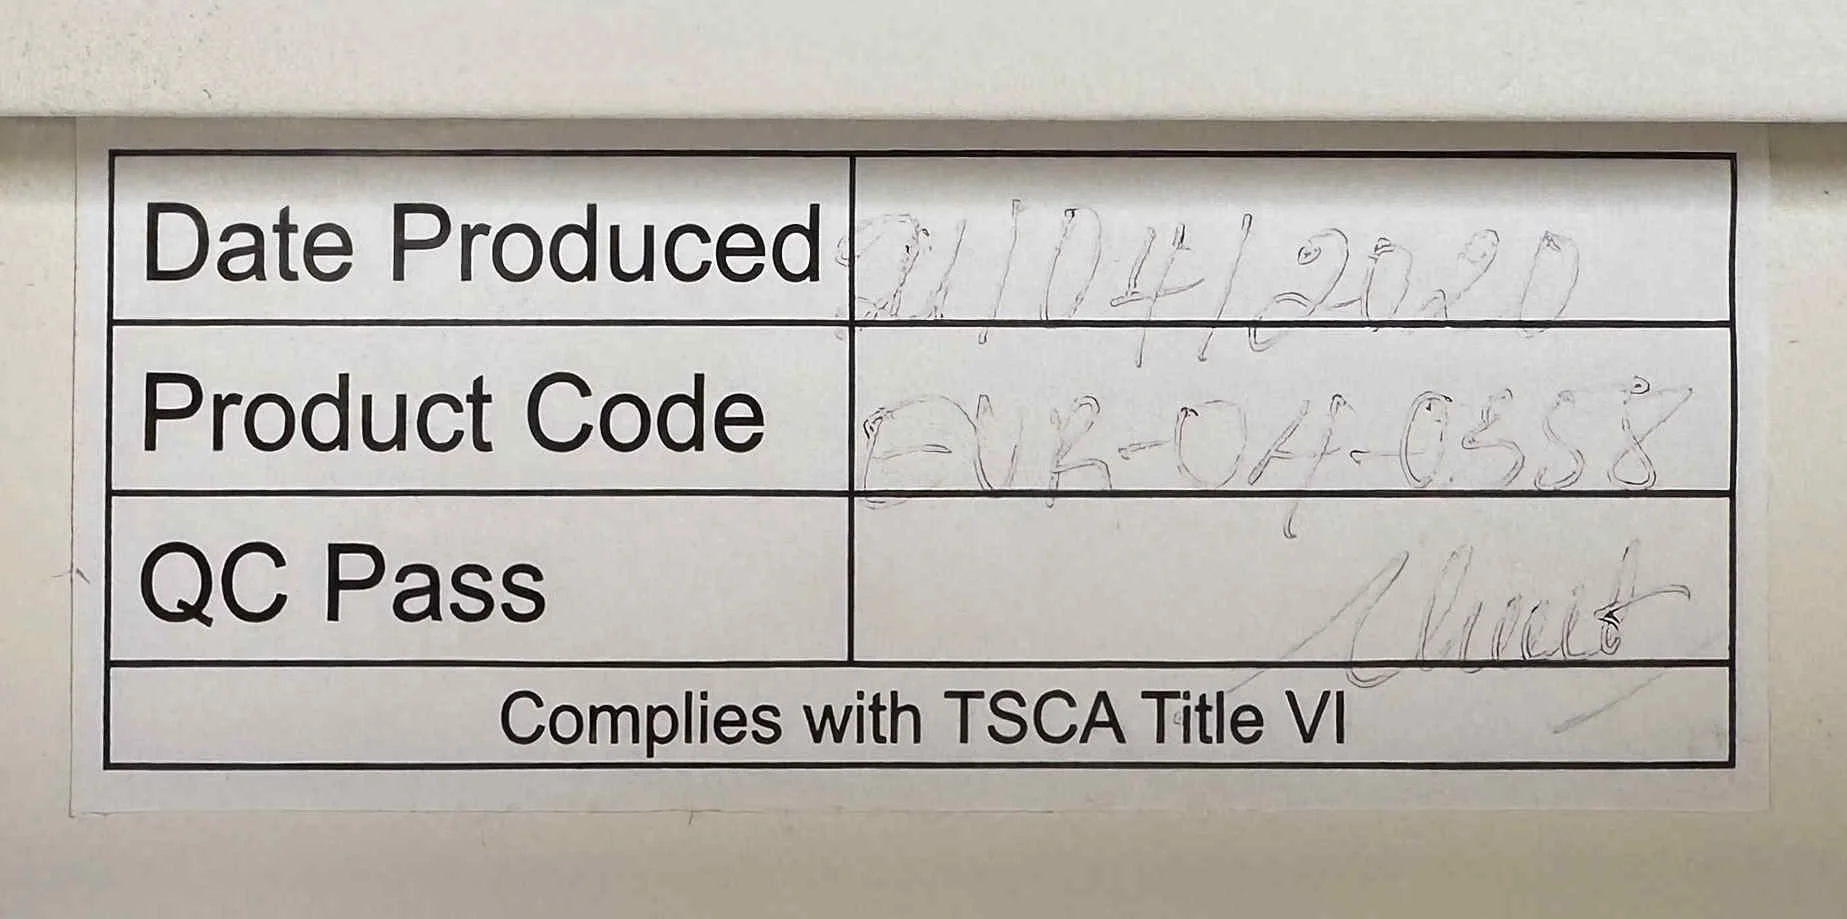 Date Produced 21/04/2020
Product Code EUR-04-0558
QC Pass
Complies with TSCA Title VI